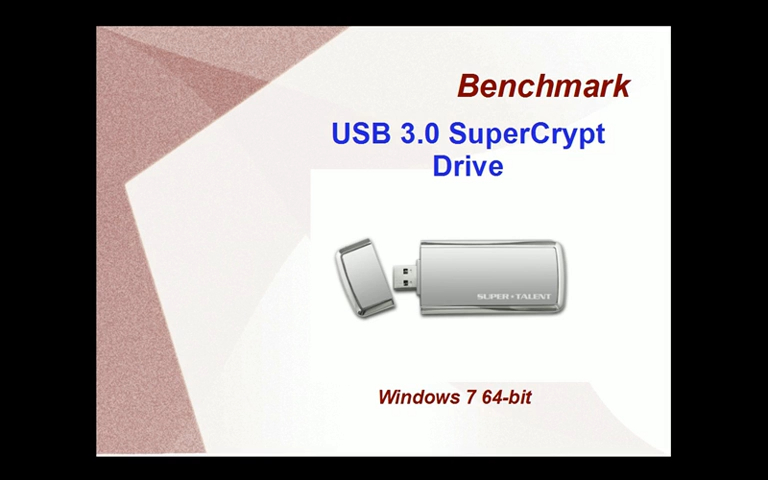 Benchmark
USB 3.0 SuperCrypt
Drive
SUPER★TALENT
Windows 7 64-bit